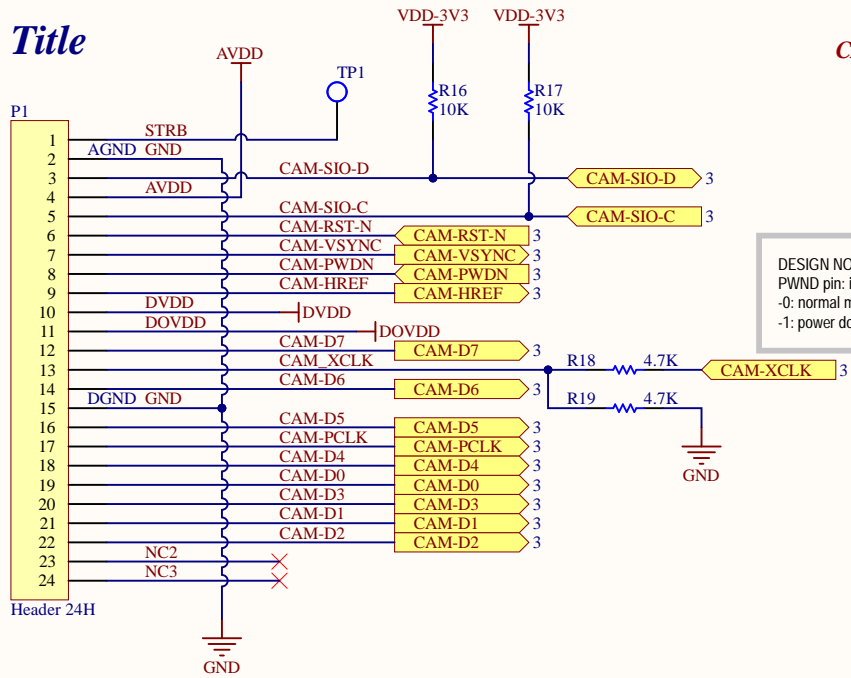 Title
VDD-3V3 VDD-3V3
AVDD
TP1
R16
10K
R17
10K
P1
1 STRB
2 AGND GND
3 CAM-SIO-D CAM-SIO-D 3
4 AVDD
5 CAM-SIO-C CAM-SIO-C 3
6 CAM-RST-N CAM-RST-N 3
7 CAM-VSYNC CAM-VSYNC 3
8 CAM-PWDN CAM-PWDN 3
9 CAM-HREF CAM-HREF 3
10 DVDD DVDD
11 DOVDD DOVDD
12 CAM-D7 CAM-D7 3
13 CAM_XCLK R18 4.7K CAM-XCLK 3
14 CAM-D6 CAM-D6 3
15 DGND GND R19 4.7K
16 CAM-D5 CAM-D5 3
17 CAM-PCLK CAM-PCLK 3
18 CAM-D4 CAM-D4 3
19 CAM-D0 CAM-D0 3
20 CAM-D3 CAM-D3 3
21 CAM-D1 CAM-D1 3
22 CAM-D2 CAM-D2 3
23 NC2
24 NC3
Header 24H
GND
GND
DESIGN NO
PWND pin: i
-0: normal m
-1: power do